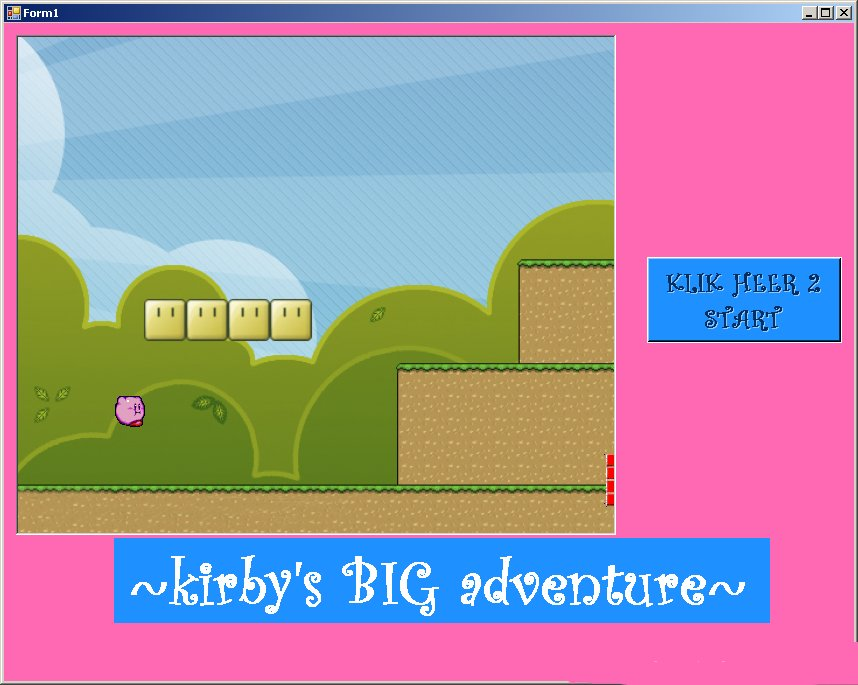 Form1
KLIK HEER 2
START
~kirby's BIG adventure~